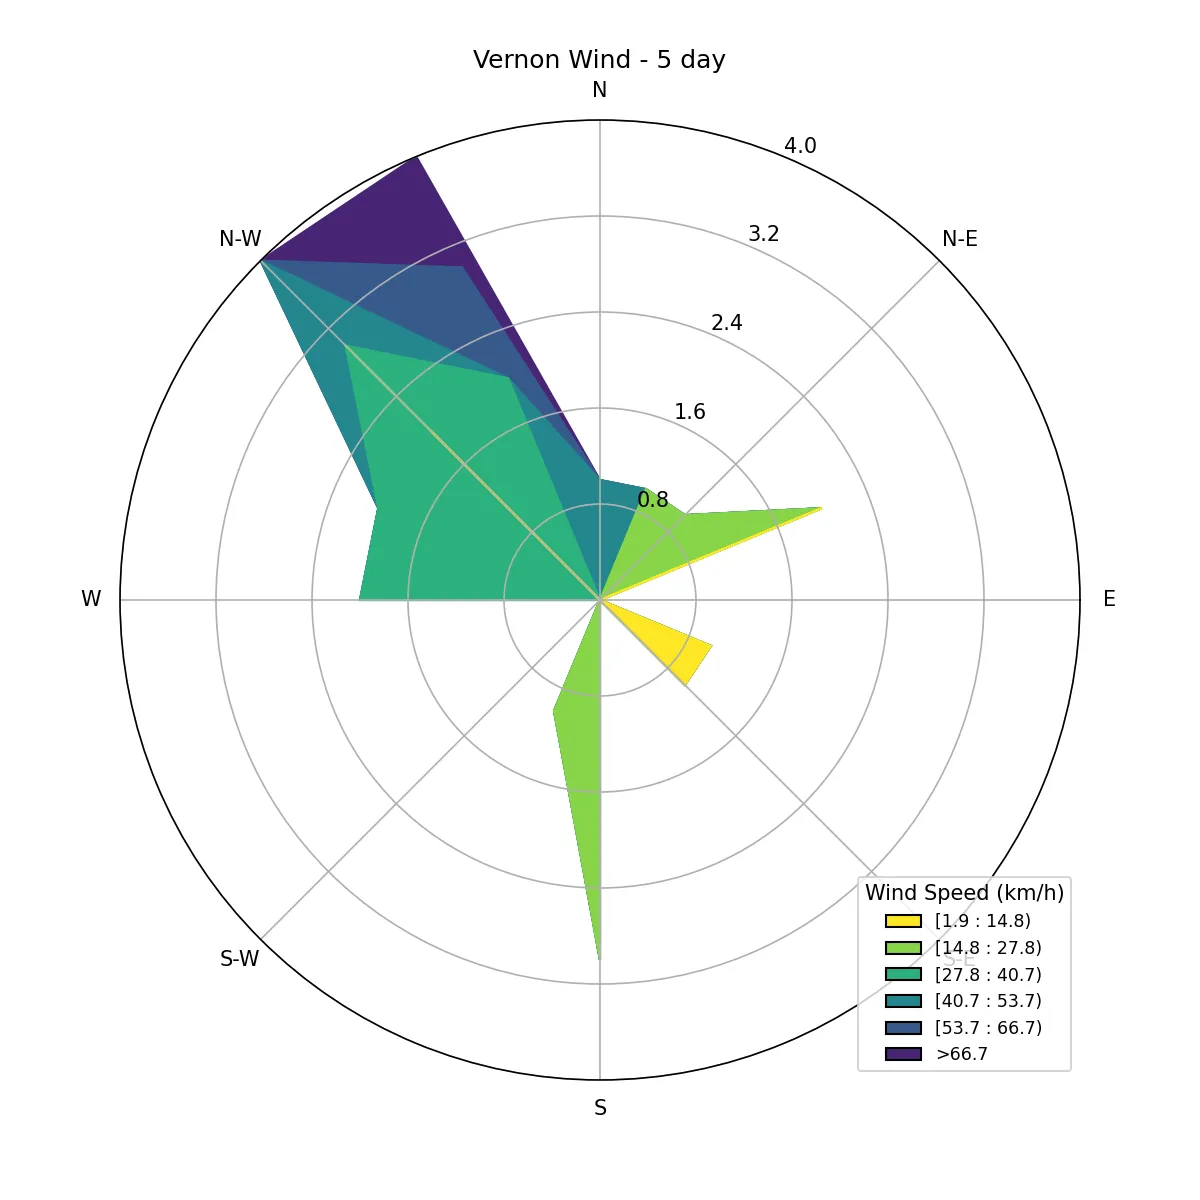 Vernon Wind - 5 day
N
4.0
N-W
3.2
N-E
2.4
1.6
0.8
W
E
S-W
S-E
S
Wind Speed (km/h)
[1.9 : 14.8)
[14.8 : 27.8)
[27.8 : 40.7)
[40.7 : 53.7)
[53.7 : 66.7)
>66.7